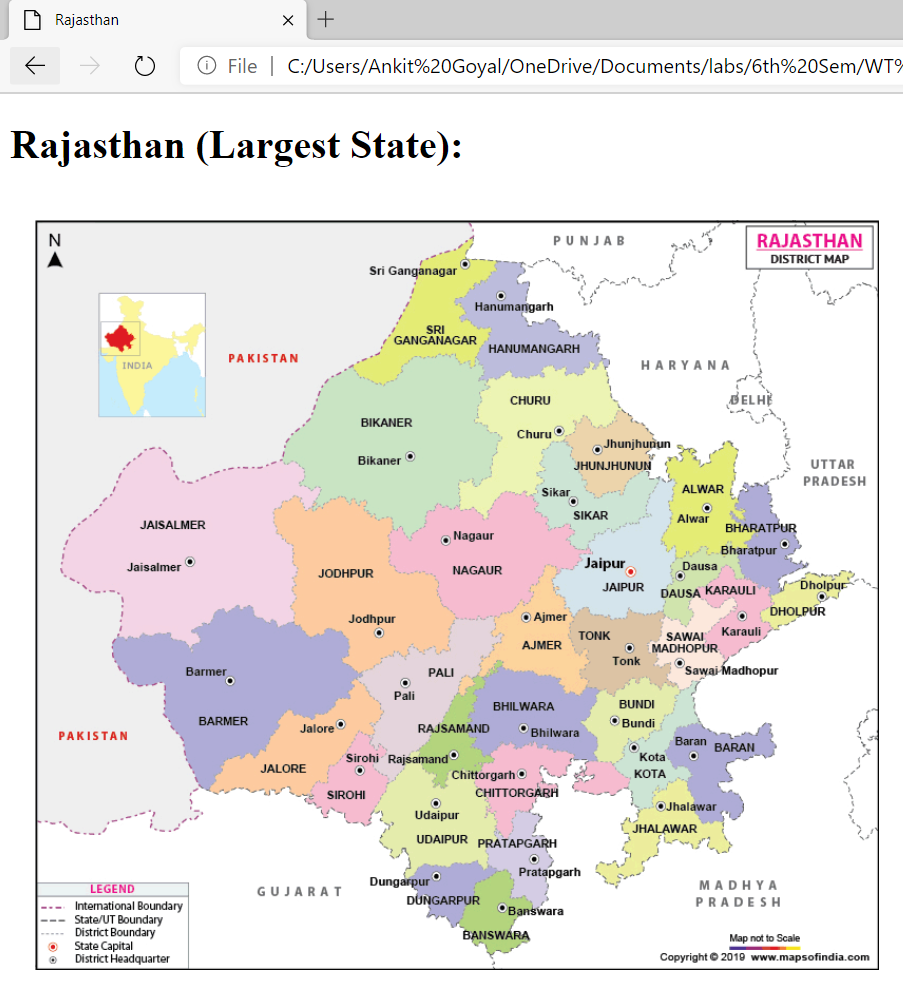 Rajasthan
File
C:/Users/Ankit%20Goyal/OneDrive/Documents/labs/6th%20Sem/WT%
Rajasthan (Largest State):
N
PUNJAB
RAJASTHAN
DISTRICT MAP
Sri Ganganagar
Hanumangarh
SRI
GANGANAGAR
HANUMANGARH
INDIA
PAKISTAN
HARYANA
DELHI
CHURU
BIKANER
Churu
Jhunjhunun
Bikaner
JHUNJHUNUN
UTTAR
PRADESH
ALWAR
Sikar
SIKAR
Alwar
JAISALMER
BHARATPUR
Nagaur
Bharatpur
Jaisalmer
Jaipur
Dausa
JODHPUR
NAGAUR
JAIPUR
DAUSA
KARAULI
Dholpur
DHOLPUR
Jodhpur
Ajmer
AJMER
TONK
SAWAI
MADHOPUR
Karauli
Tonk
Sawai Madhopur
Barmer
PALI
Pali
BHILWARA
BUNDI
BARMER
Jalore
RAJSAMAND
Bhilwara
Bundi
PAKISTAN
Baran
BARAN
Sirohi
Rajsamand
Kota
JALORE
Chittorgarh
KOTA
SIROHI
CHITTORGARH
Udaipur
Jhalawar
JHALAWAR
UDAIPUR
PRATAPGARH
Pratapgarh
Dungarpur
GUJARAT
DUNGARPUR
Banswara
BANSWARA
MADHYA
PRADESH
LEGEND
International Boundary
State/UT Boundary
District Boundary
State Capital
District Headquarter
Map not to Scale
Copyright © 2019 www.mapsofindia.com